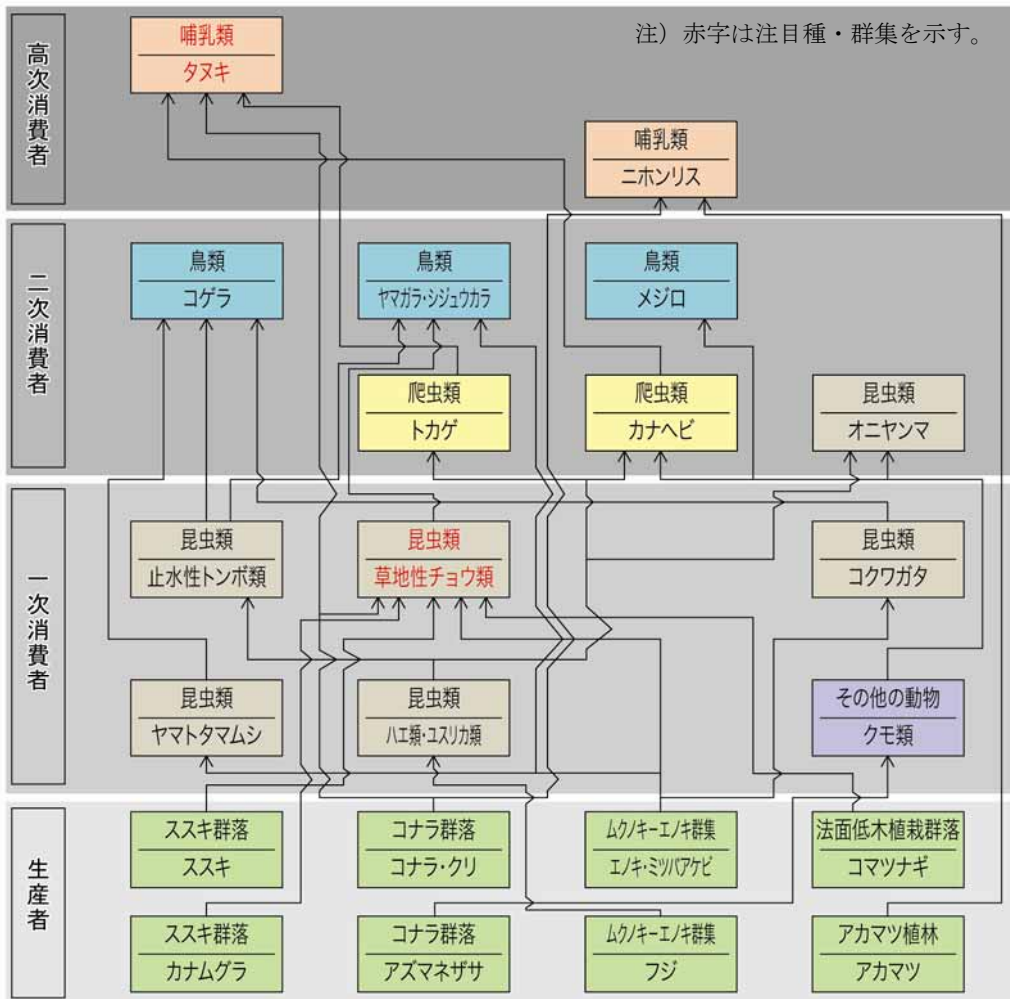 注）赤字は注目種・群集を示す。
高次消費者
哺乳類
タヌキ
哺乳類
ニホンリス
二次消費者
鳥類
コゲラ
鳥類
ヤマガラ・シジュウカラ
鳥類
メジロ
爬虫類
トカゲ
爬虫類
カナヘビ
昆虫類
オニヤンマ
一次消費者
昆虫類
止水性トンボ類
昆虫類
草地性チョウ類
昆虫類
コクワガタ
昆虫類
ヤマトタマムシ
昆虫類
ハエ類・ユスリカ類
その他の動物
クモ類
生産者
ススキ群落
ススキ
コナラ群落
コナラ・クリ
ムクノキーエノキ群集
エノキ・ミツバアケビ
法面低木植栽群落
コマツナギ
ススキ群落
カナムグラ
コナラ群落
アズマネザサ
ムクノキーエノキ群集
フジ
アカマツ植林
アカマツ